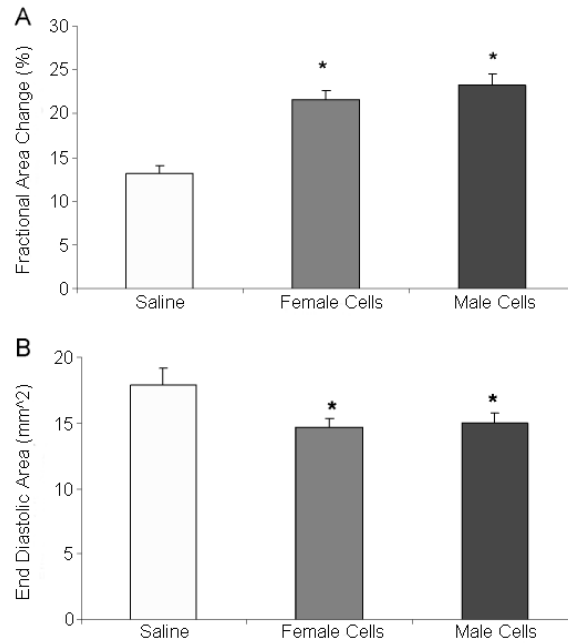 A
Fractional Area Change (%)
30
25
20
15
10
5
0
*
*
Saline Female Cells Male Cells
B
End Diastolic Area (mm^2)
20
15
10
5
0
*
*
Saline Female Cells Male Cells